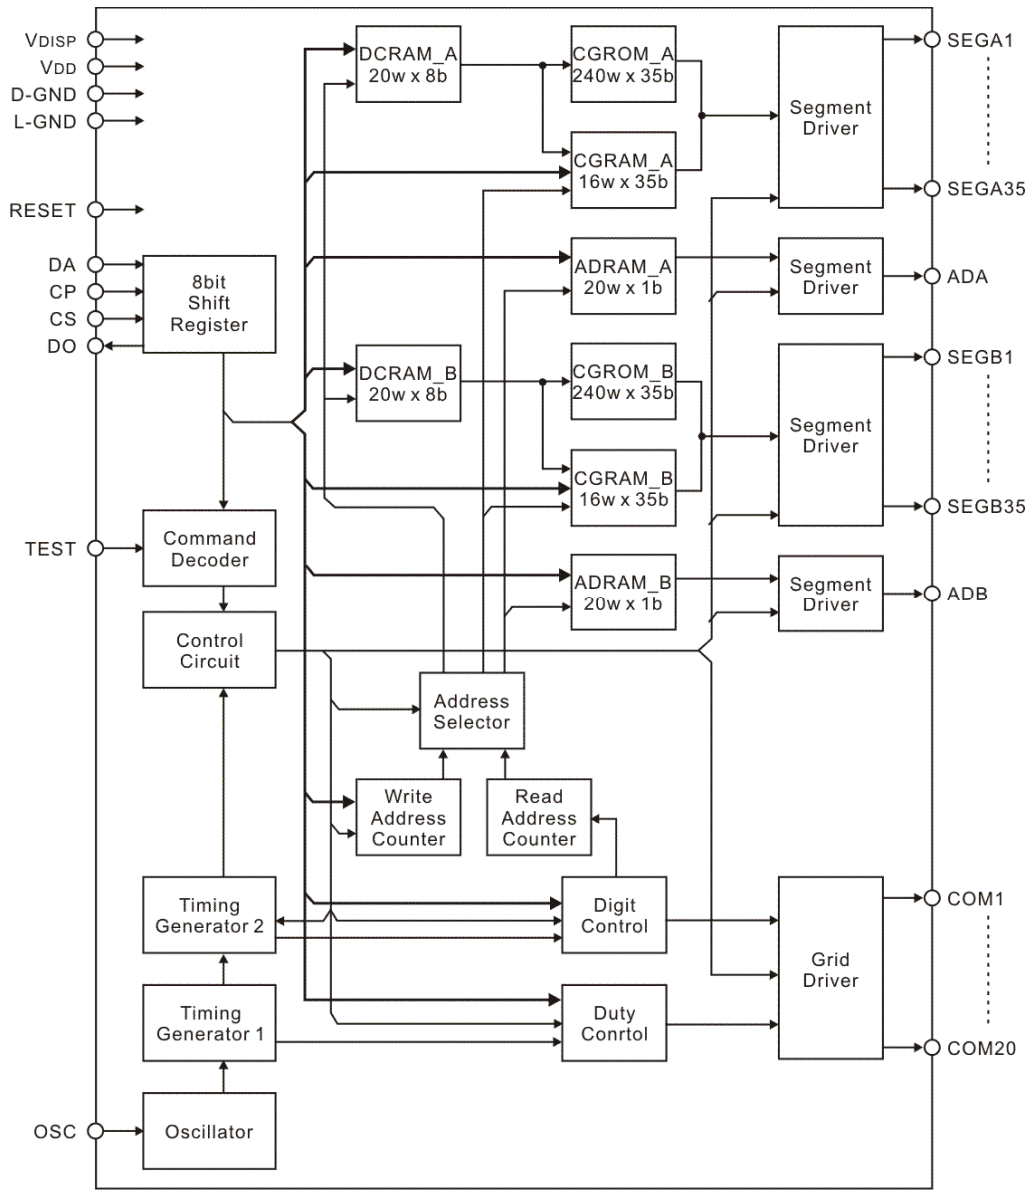 VDISP
VDD
D-GND
L-GND
RESET
DA
CP
CS
DO
TEST
OSC
8bit
Shift
Register
Command
Decoder
Control
Circuit
Timing
Generator 2
Timing
Generator 1
Oscillator
DCRAM_A
20w x 8b
CGROM_A
240w x 35b
CGRAM_A
16w x 35b
ADRAM_A
20w x 1b
DCRAM_B
20w x 8b
CGROM_B
240w x 35b
CGRAM_B
16w x 35b
ADRAM_B
20w x 1b
Address
Selector
Write
Address
Counter
Read
Address
Counter
Digit
Control
Duty
Conrtol
Segment
Driver
Segment
Driver
Segment
Driver
Segment
Driver
Grid
Driver
SEGA1
SEGA35
ADA
SEGB1
SEGB35
ADB
COM1
COM20